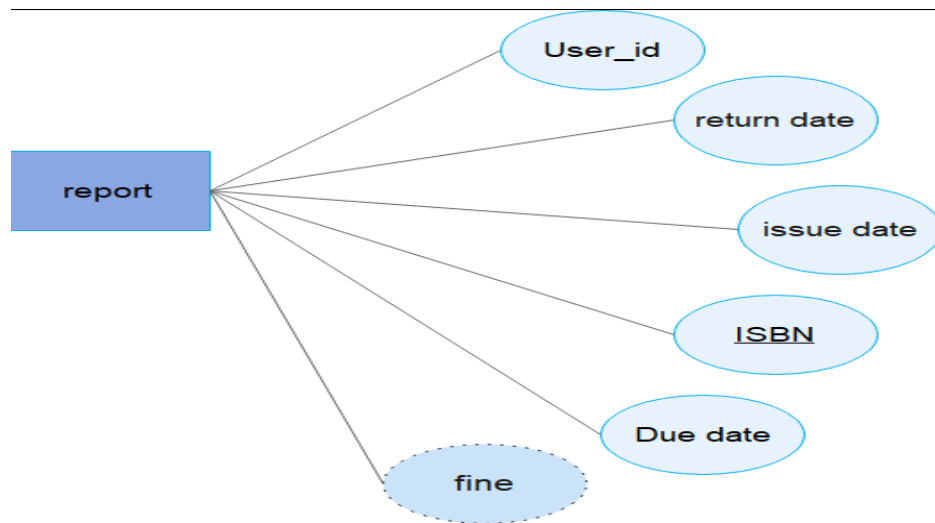 User_id
return date
report
issue date
ISBN
Due date
fine